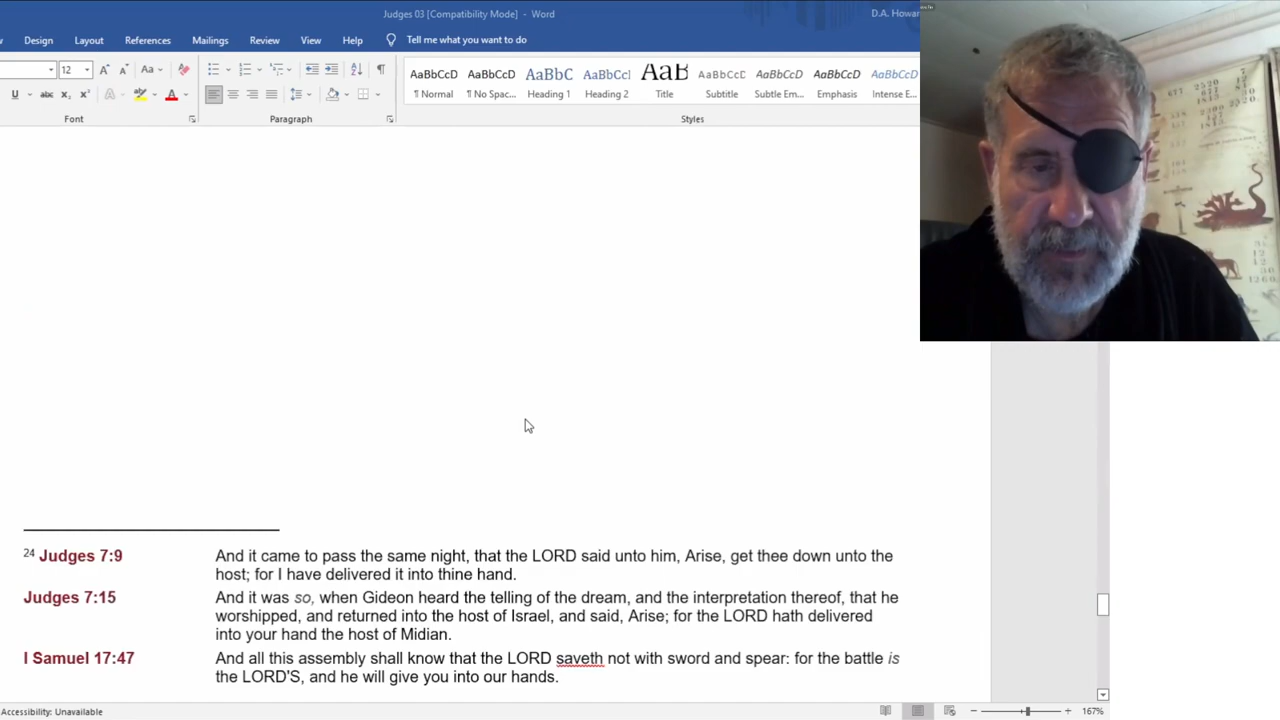 Judges 03 [Compatibility Mode] - Word
D.A. Howar
Design Layout References Mailings Review View Help Tell me what you want to do
12 Aa
U abc X₂ X² A A
AaBbCcD AaBbCcD AaBbC AaBbCcI AaB AaBbCcD AaBbCcD AaBbCcD AaBbCcD
¶ Normal ¶ No Spac... Heading 1 Heading 2 Title Subtitle Subtle Em... Emphasis Intense E...
Font Paragraph Styles
677 2520
1260
24 Judges 7:9 And it came to pass the same night, that the LORD said unto him, Arise, get thee down unto the
host; for I have delivered it into thine hand.
Judges 7:15 And it was so, when Gideon heard the telling of the dream, and the interpretation thereof, that he
worshipped, and returned into the host of Israel, and said, Arise; for the LORD hath delivered
into your hand the host of Midian.
I Samuel 17:47 And all this assembly shall know that the LORD saveth not with sword and spear: for the battle is
the LORD'S, and he will give you into our hands.
Accessibility: Unavailable
167%